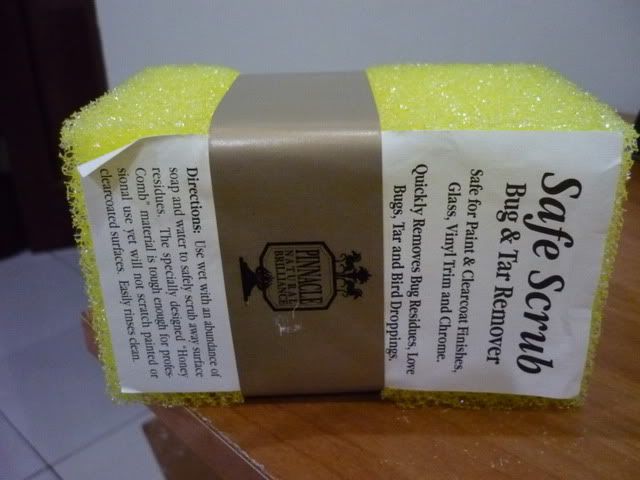 Safe Scrub
Bug & Tar Remover
Safe for Paint & Clearcoat Finishes,
Glass, Vinyl Trim and Chrome.
Quickly Removes Bug Residues, Love
Bugs, Tar and Bird Droppings.
PINNACLE
NATURAL
BRILLIANCE
Directions: Use wet with an abundance of
soap and water to safely scrub away surface
residues. The specially designed "Honey
Comb" material is tough enough for profes-
sional use yet will not scratch painted or
clearcoated surfaces. Easily rinses clean.